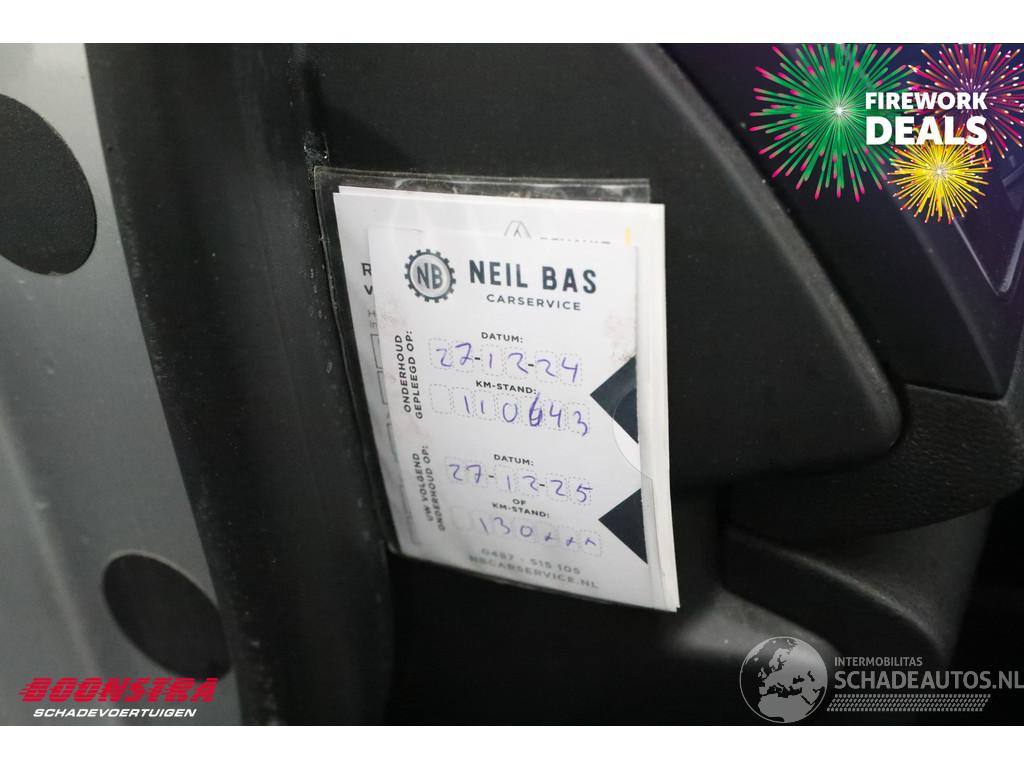 FIREWORK
DEALS
NB
NEIL BAS
CARSERVICE
ONDERHOUD
GEPLEEGD OP:
DATUM:
27-12-24
KM-STAND:
110643
UW VOLGEND
ONDERHOUD OP:
DATUM:
27-12-25
OF
KM-STAND:
130xxx
0487 - 515 105
NBCARSERVICE.NL
BOONSTRA
SCHADEVOERTUIGEN
INTERMOBILITAS
SCHADEAUTOS.NL